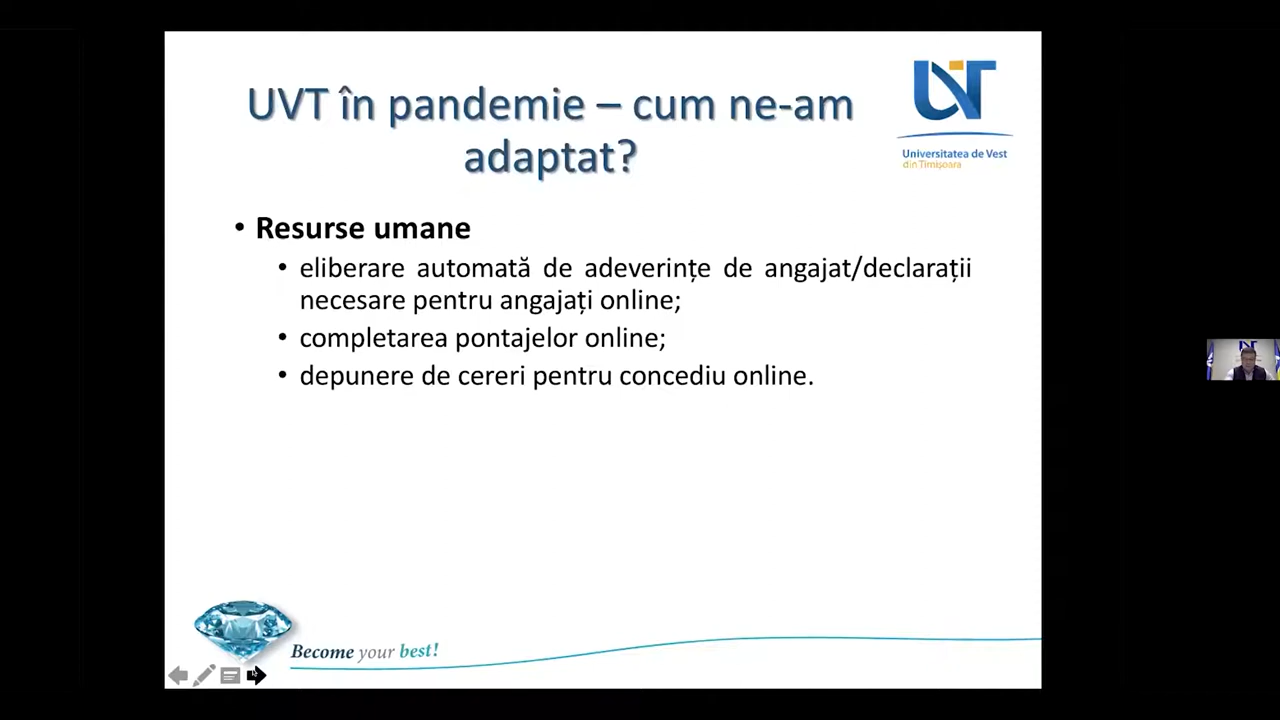 UVT în pandemie – cum ne-am
adaptat?
UVT
Universitatea de Vest
din Timișoara
• Resurse umane
• eliberare automată de adeverințe de angajat/declarații
necesare pentru angajați online;
• completarea pontajelor online;
• depunere de cereri pentru concediu online.
Become your best!